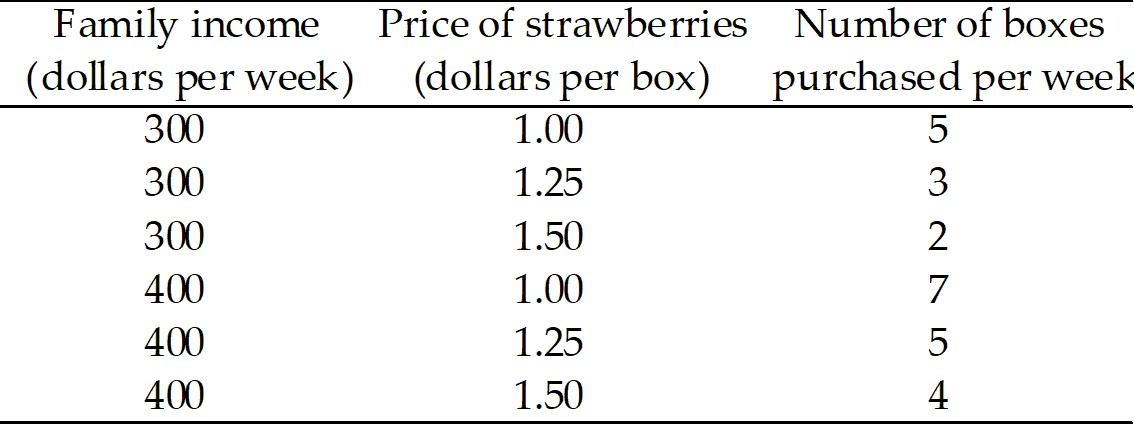 Family income Price of strawberries Number of boxes
(dollars per week) (dollars per box) purchased per week
300 1.00 5
300 1.25 3
300 1.50 2
400 1.00 7
400 1.25 5
400 1.50 4